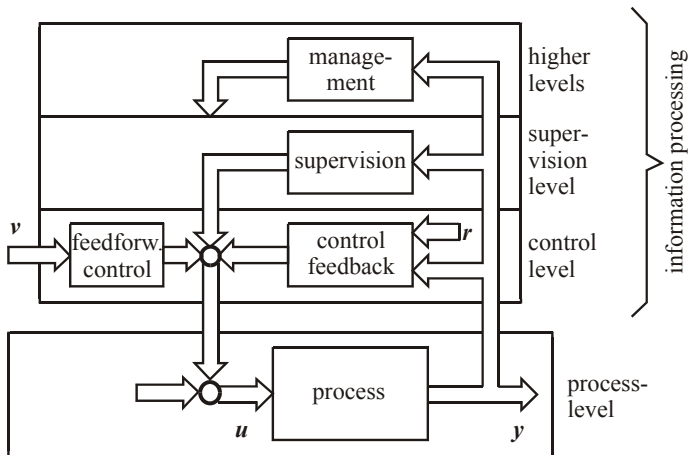 manage-
ment
higher
levels
supervision
super-
vision
level
information processing
v
feedforw.
control
control
feedback
r
control
level
process
u
y
process-
level